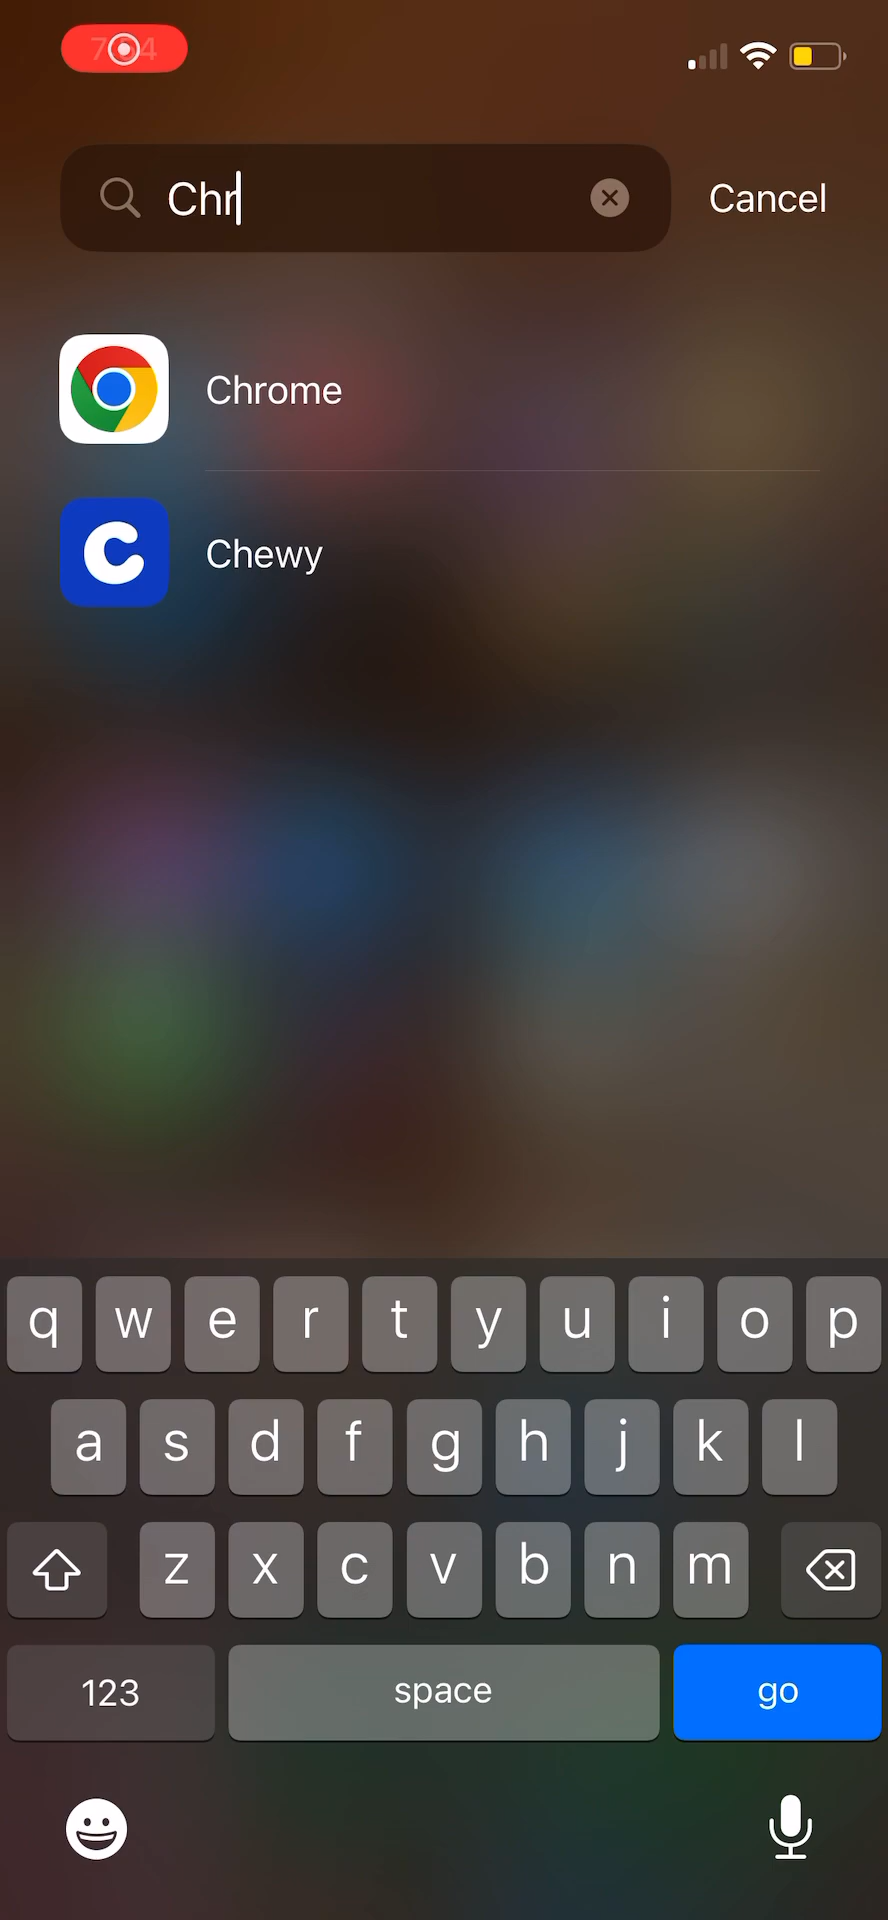 Chr
Cancel
Chrome
Chewy
q w e r t y u i o p
a s d f g h j k l
z x c v b n m
123 space go